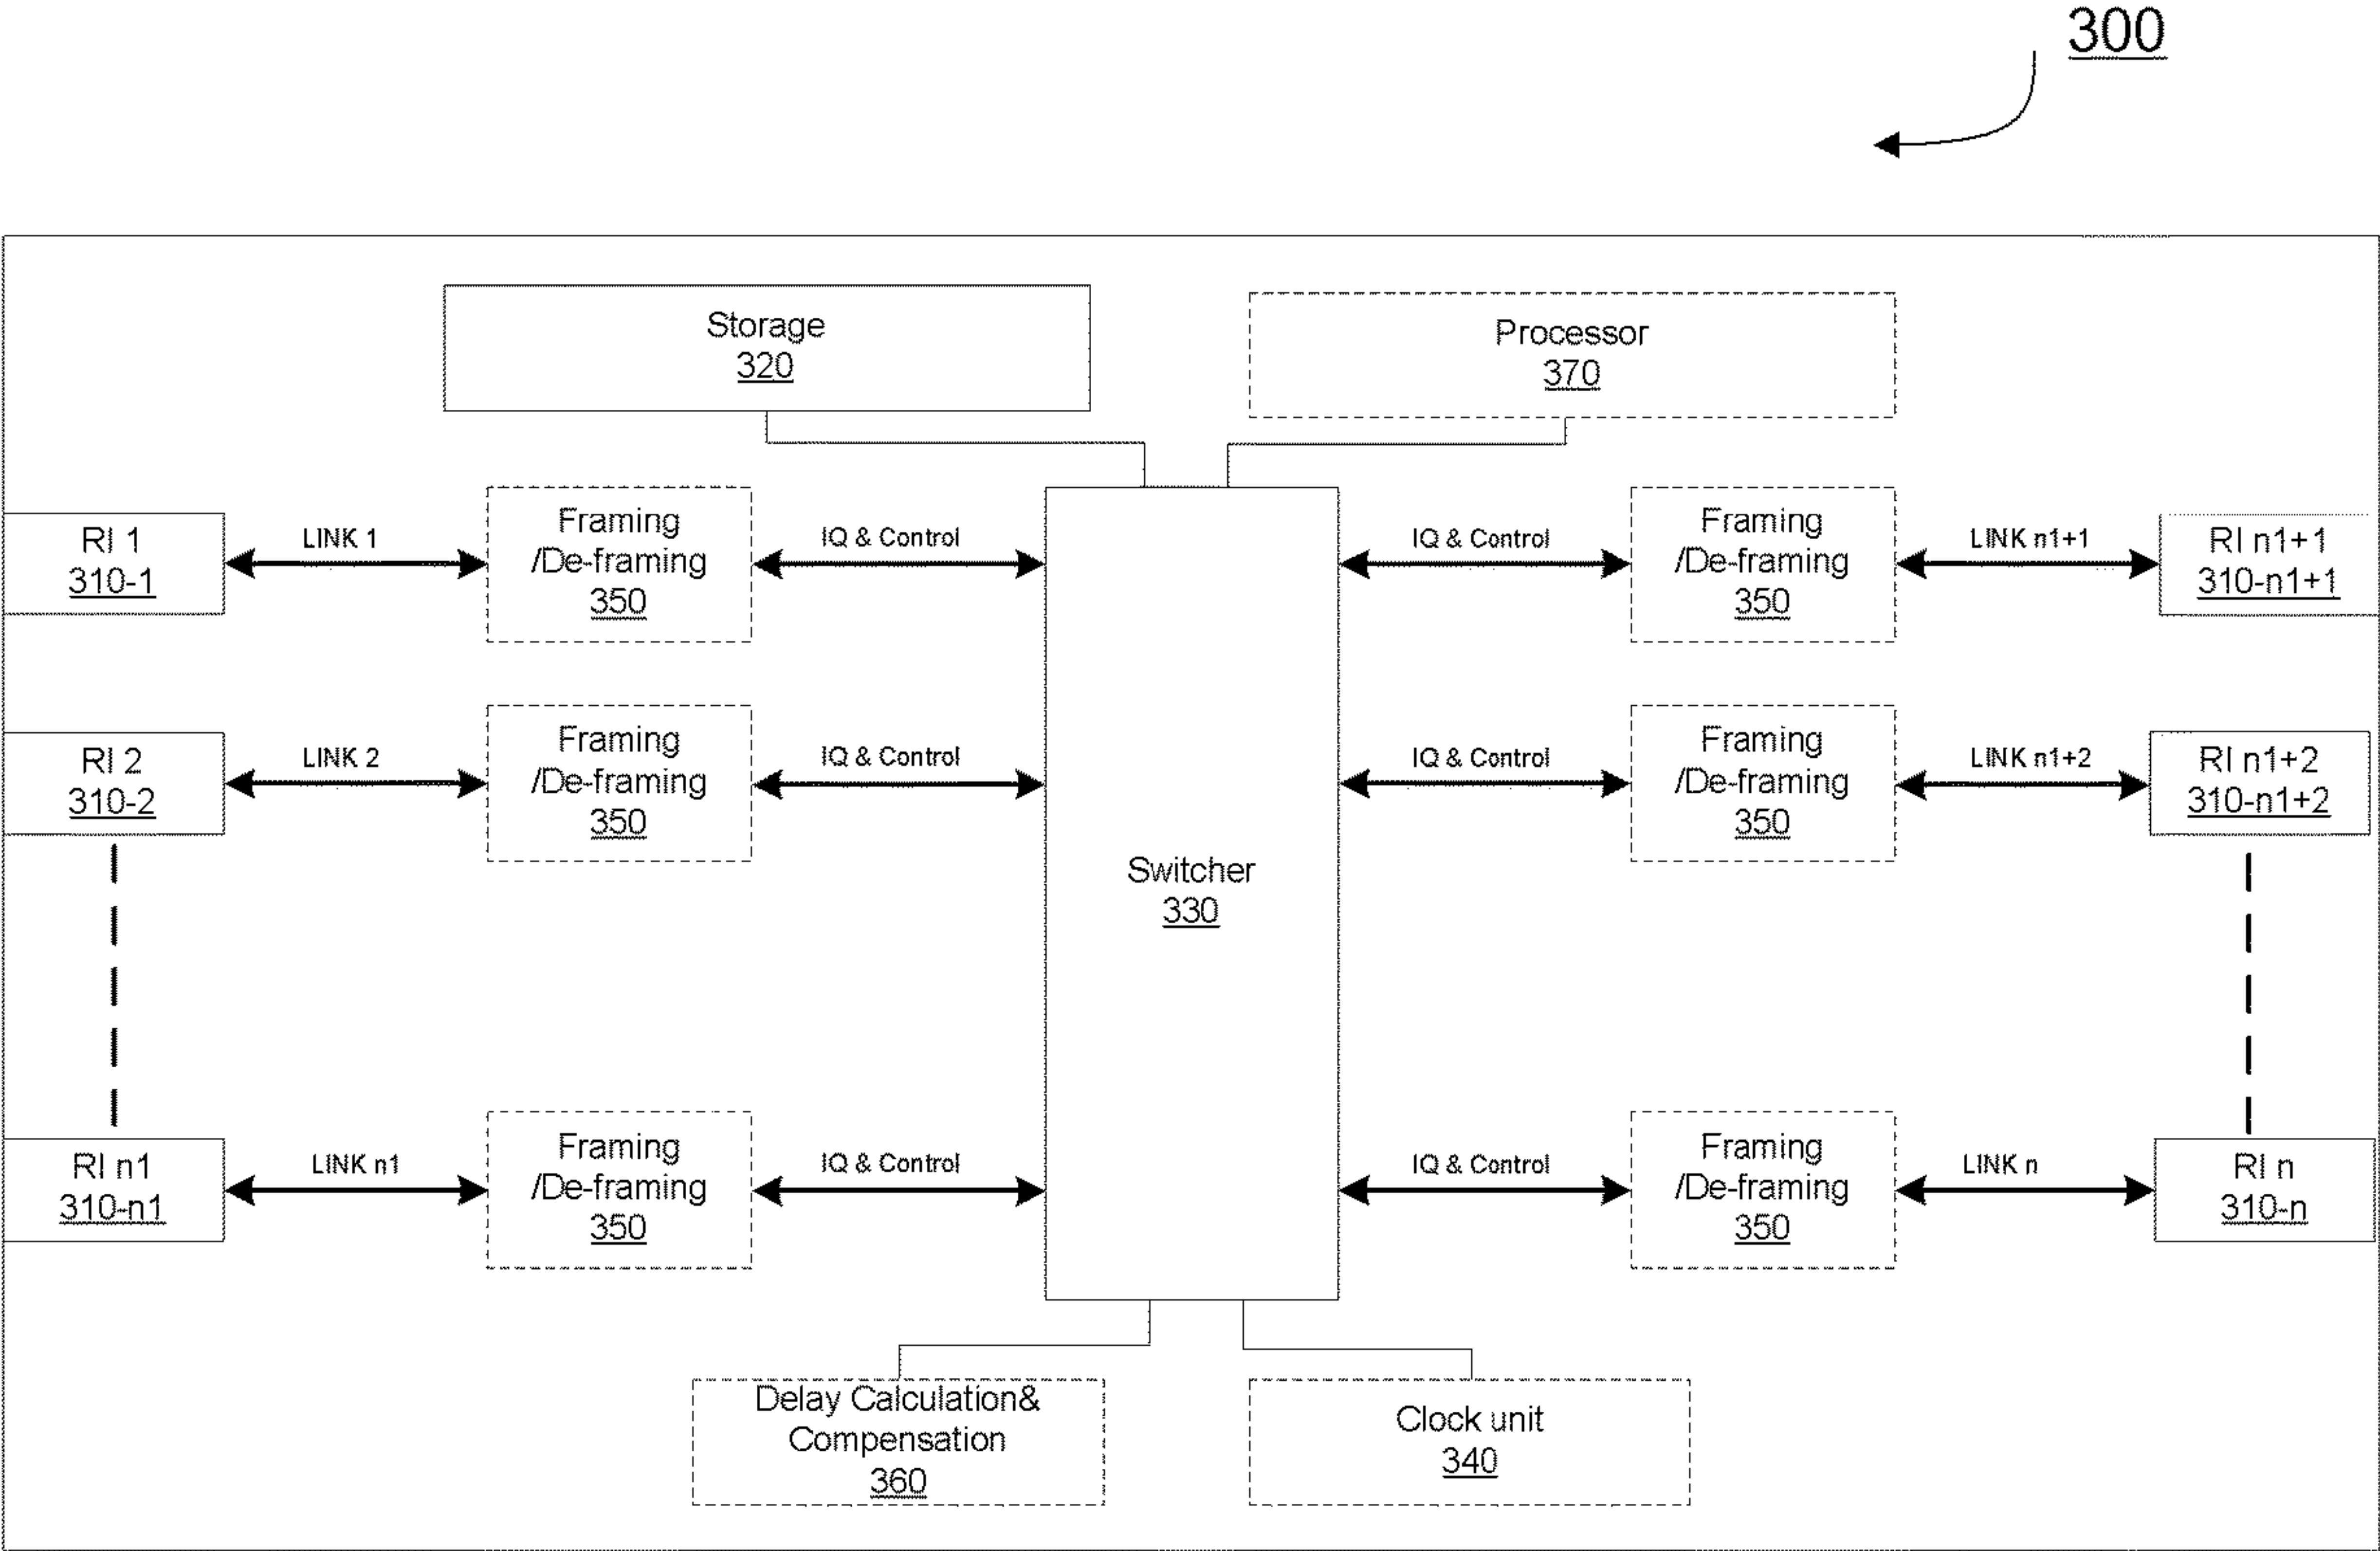 300
Storage
320
Processor
370
RI 1
310-1
LINK 1
Framing
/De-framing
350
IQ & Control
IQ & Control
Framing
/De-framing
350
LINK n1+1
RI n1+1
310-n1+1
RI 2
310-2
LINK 2
Framing
/De-framing
350
IQ & Control
Switcher
330
IQ & Control
Framing
/De-framing
350
LINK n1+2
RI n1+2
310-n1+2
RI n1
310-n1
LINK n1
Framing
/De-framing
350
IQ & Control
IQ & Control
Framing
/De-framing
350
LINK n
RI n
310-n
Delay Calculation&
Compensation
360
Clock unit
340